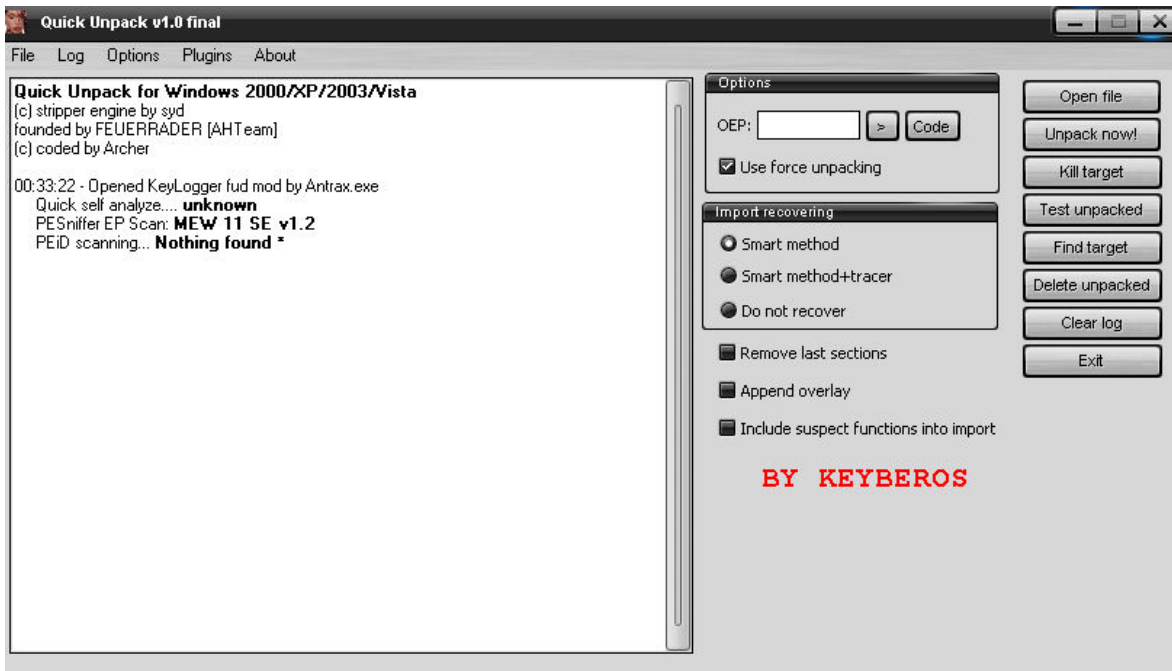 Quick Unpack v1.0 final
File Log Options Plugins About
Quick Unpack for Windows 2000/XP/2003/Vista
(c) stripper engine by syd
founded by FEUERRADER [AHTeam]
(c) coded by Archer
00:33:22 - Opened KeyLogger fud mod by Antrax.exe
Quick self analyze.... unknown
PESniffer EP Scan: MEW 11 SE v1.2
PEiD scanning... Nothing found *
Options
OEP: > Code
Use force unpacking
Import recovering
Smart method
Smart method+tracer
Do not recover
Remove last sections
Append overlay
Include suspect functions into import
BY KEYBEROS
Open file
Unpack now!
Kill target
Test unpacked
Find target
Delete unpacked
Clear log
Exit